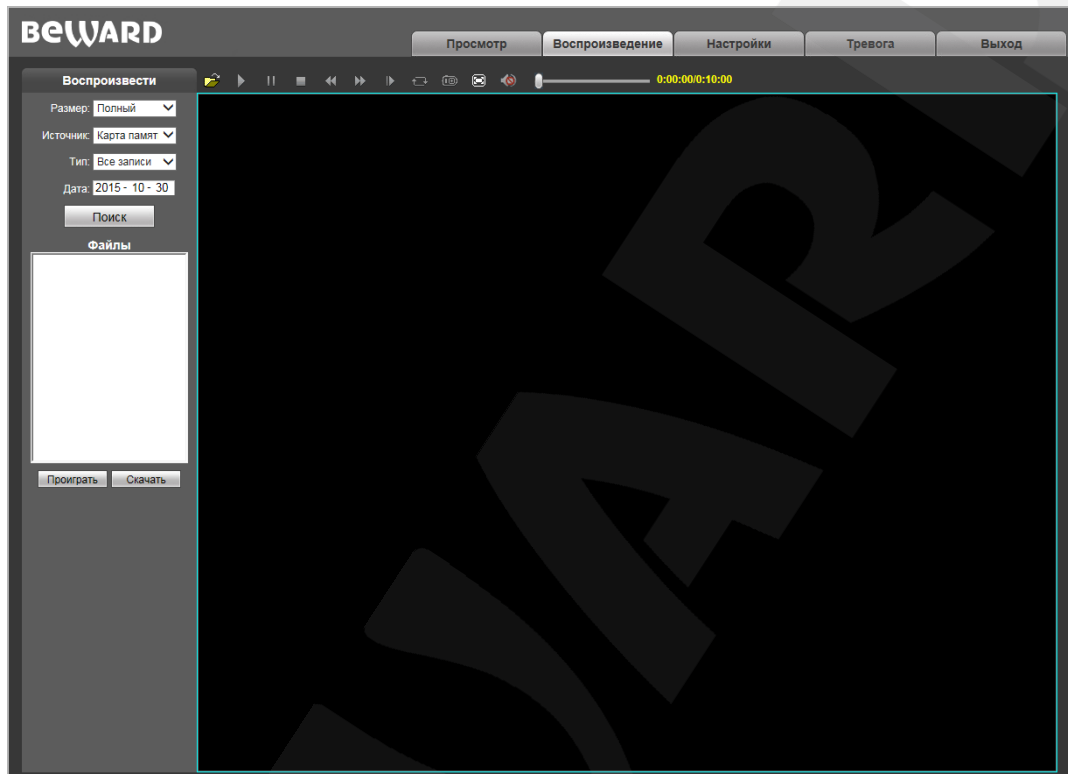 BEWARD
Просмотр Воспроизведение Настройки Тревога Выход
Воспроизвести 0:00:00/0:10:00
Размер: Полный
Источник: Карта памят
Тип: Все записи
Дата: 2015 - 10 - 30
Поиск
Файлы
Проиграть Скачать